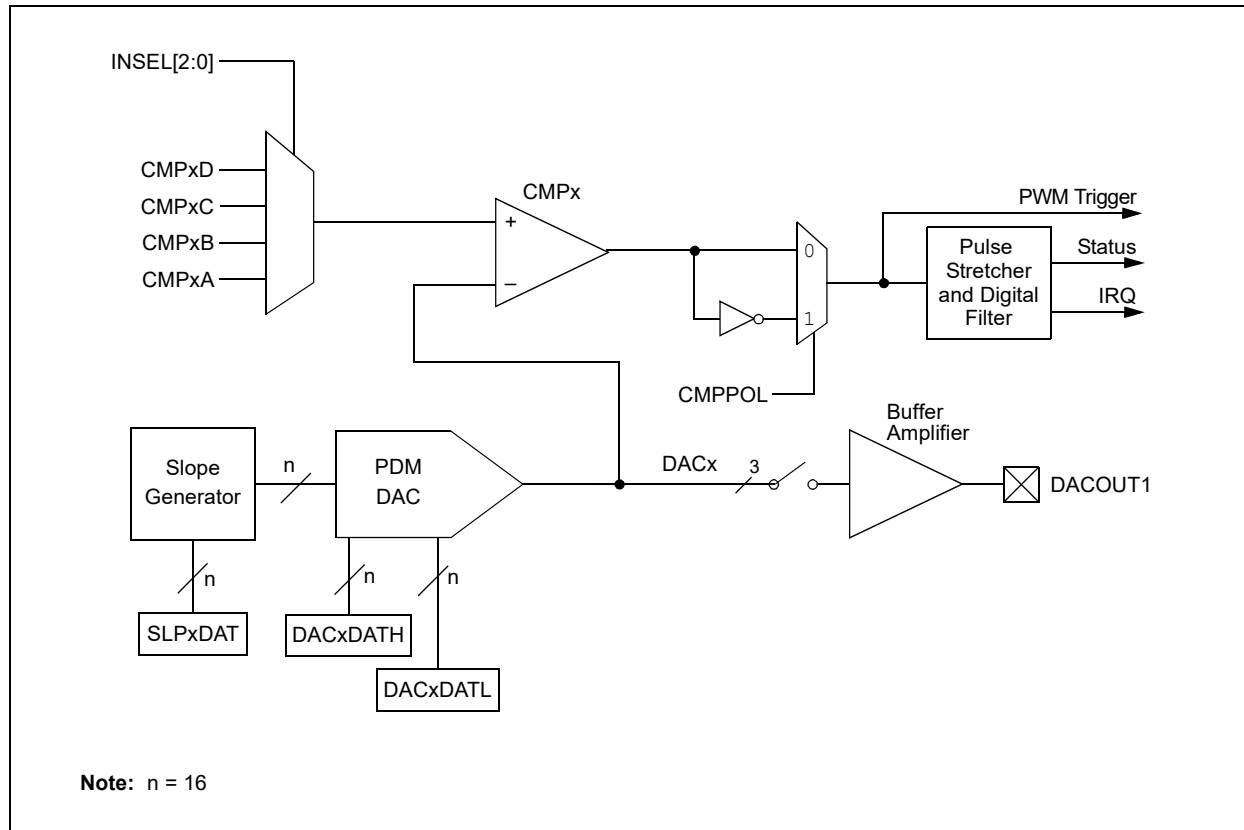 INSEL[2:0]
CMPxD
CMPxC
CMPxB
CMPxA
CMPx
+
–
0
1
CMPPOL
PWM Trigger
Pulse
Stretcher
and Digital
Filter
Status
IRQ
Slope
Generator
n
PDM
DAC
DACx
3
Buffer
Amplifier
DACOUT1
n
n
n
SLPxDAT
DACxDATH
DACxDATL
Note: n = 16